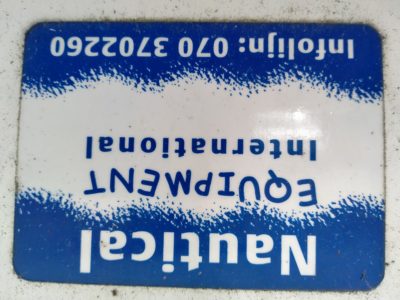 Nautical
EQUIPMENT
International
Infolijn: 070 3702260